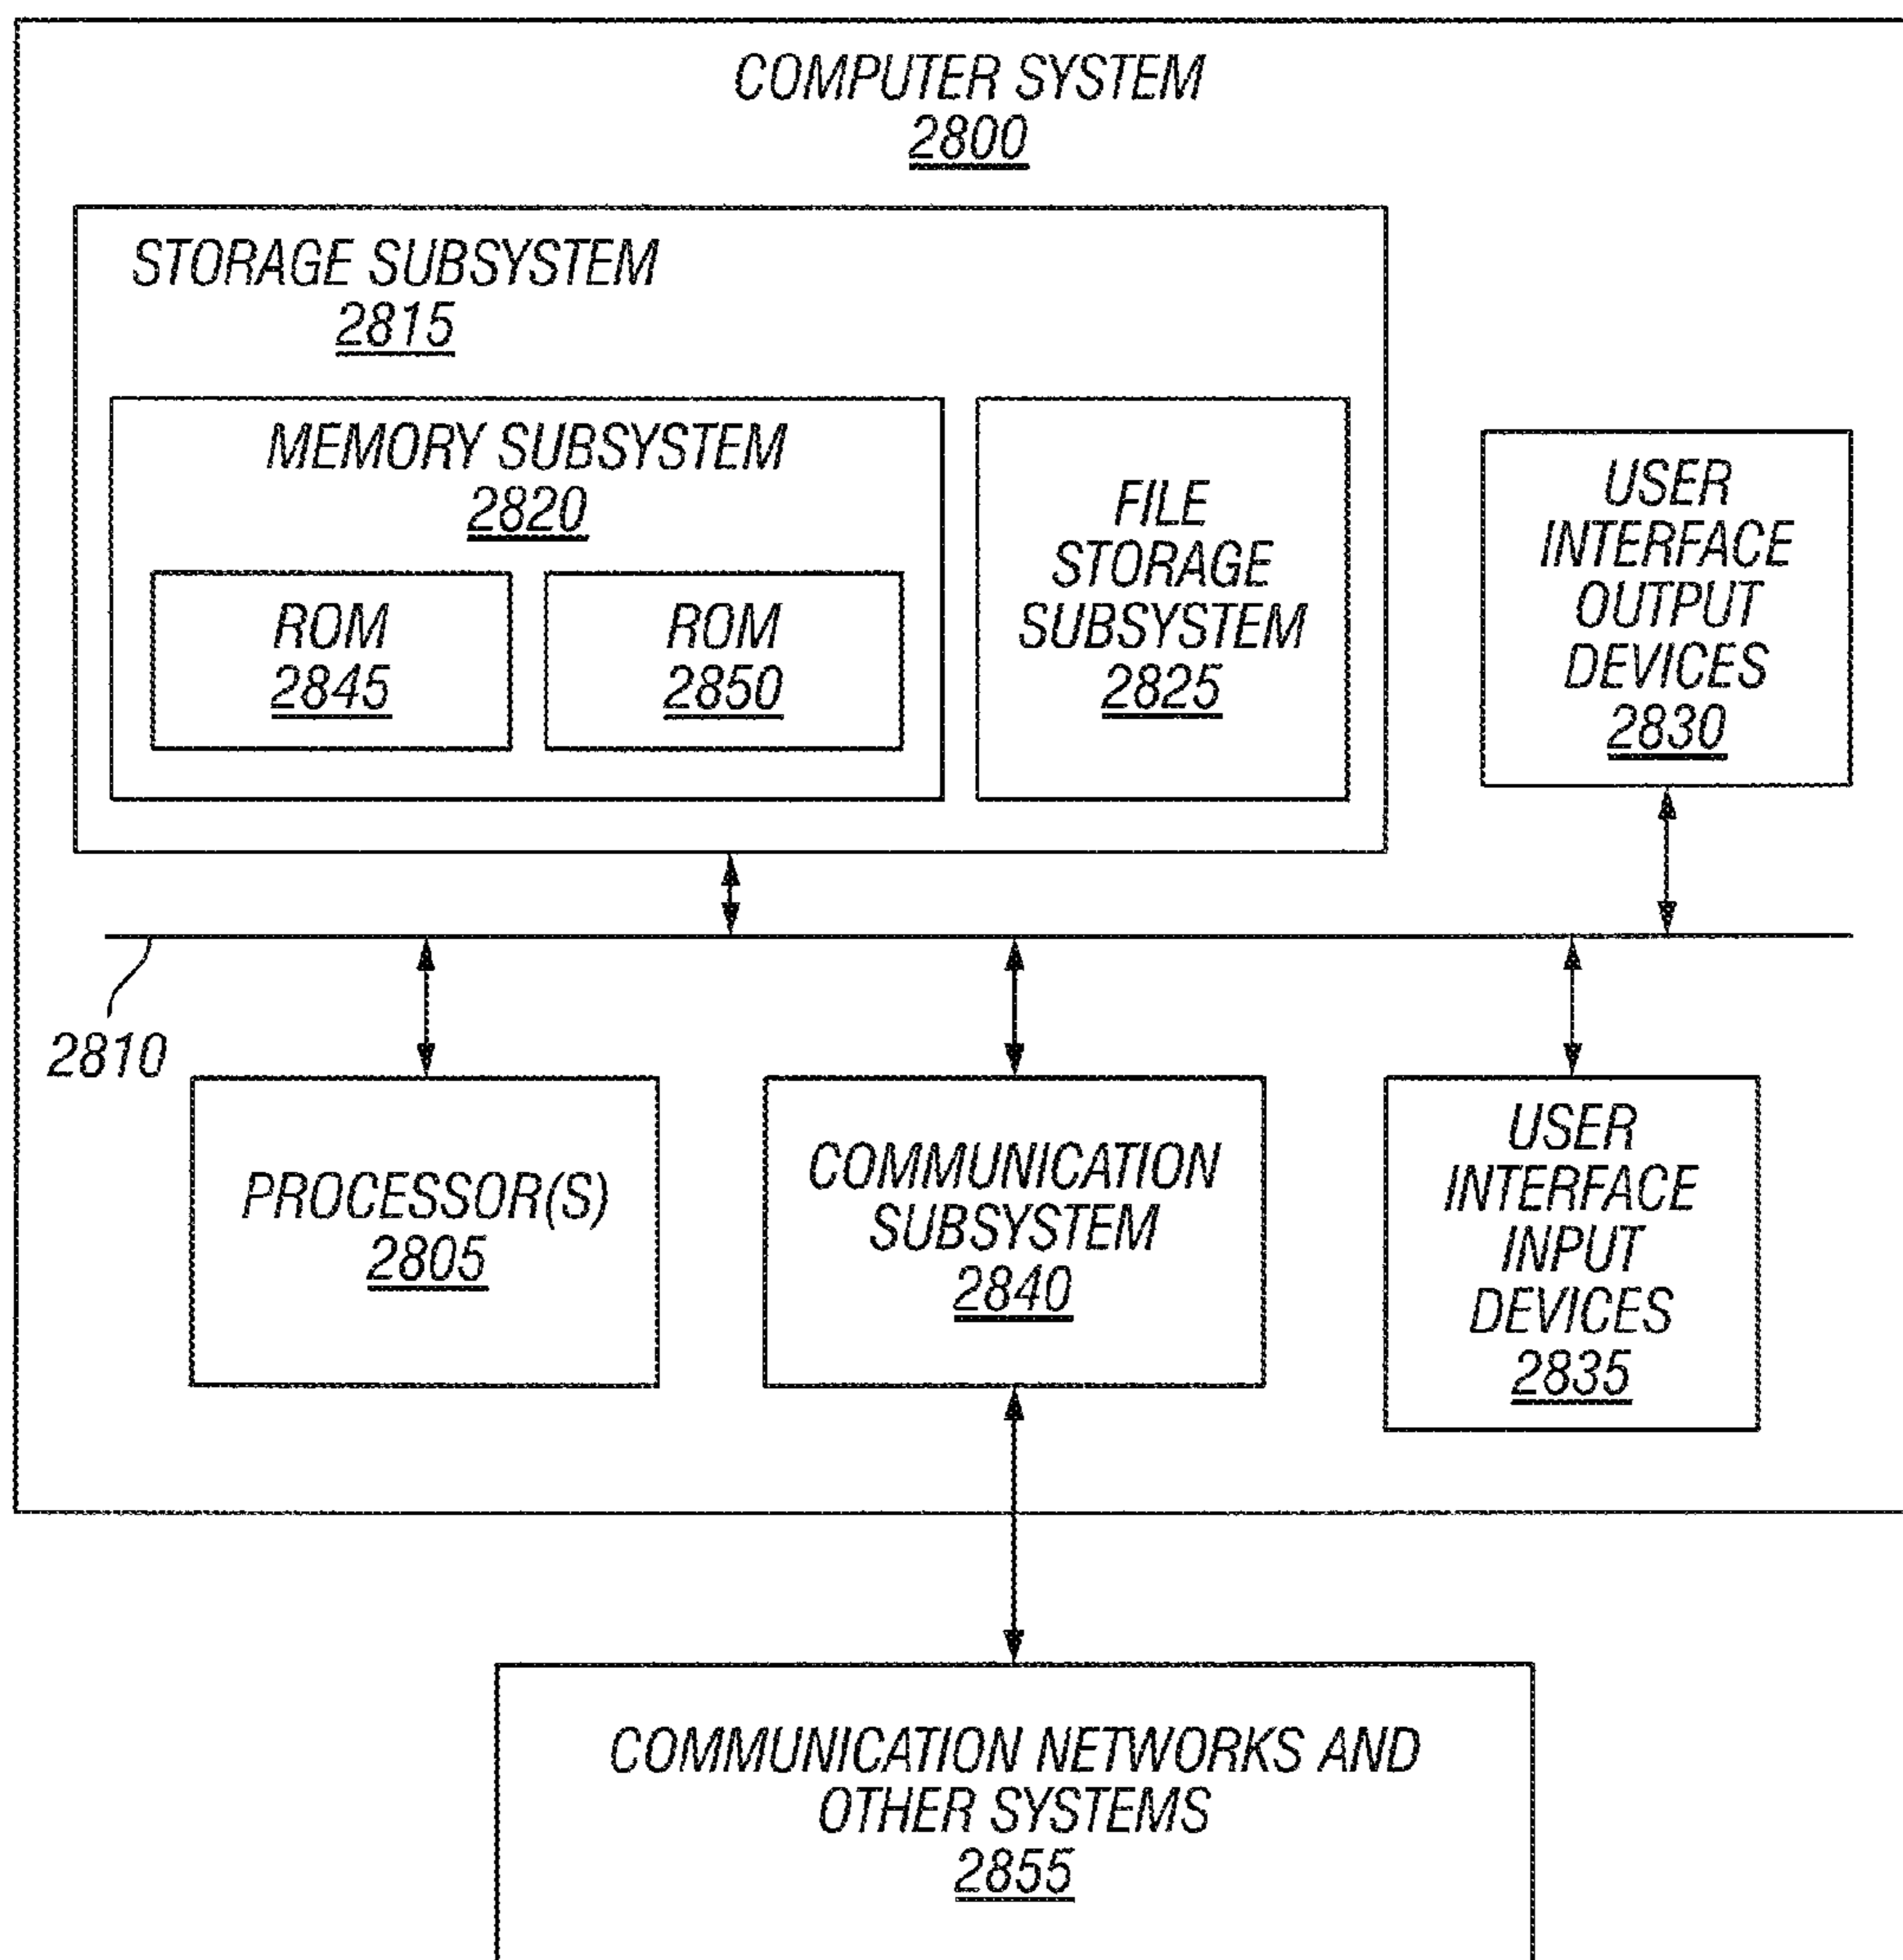 COMPUTER SYSTEM
2800
STORAGE SUBSYSTEM
2815
MEMORY SUBSYSTEM
2820
ROM
2845
ROM
2850
FILE
STORAGE
SUBSYSTEM
2825
USER
INTERFACE
OUTPUT
DEVICES
2830
2810
PROCESSOR(S)
2805
COMMUNICATION
SUBSYSTEM
2840
USER
INTERFACE
INPUT
DEVICES
2835
COMMUNICATION NETWORKS AND
OTHER SYSTEMS
2855